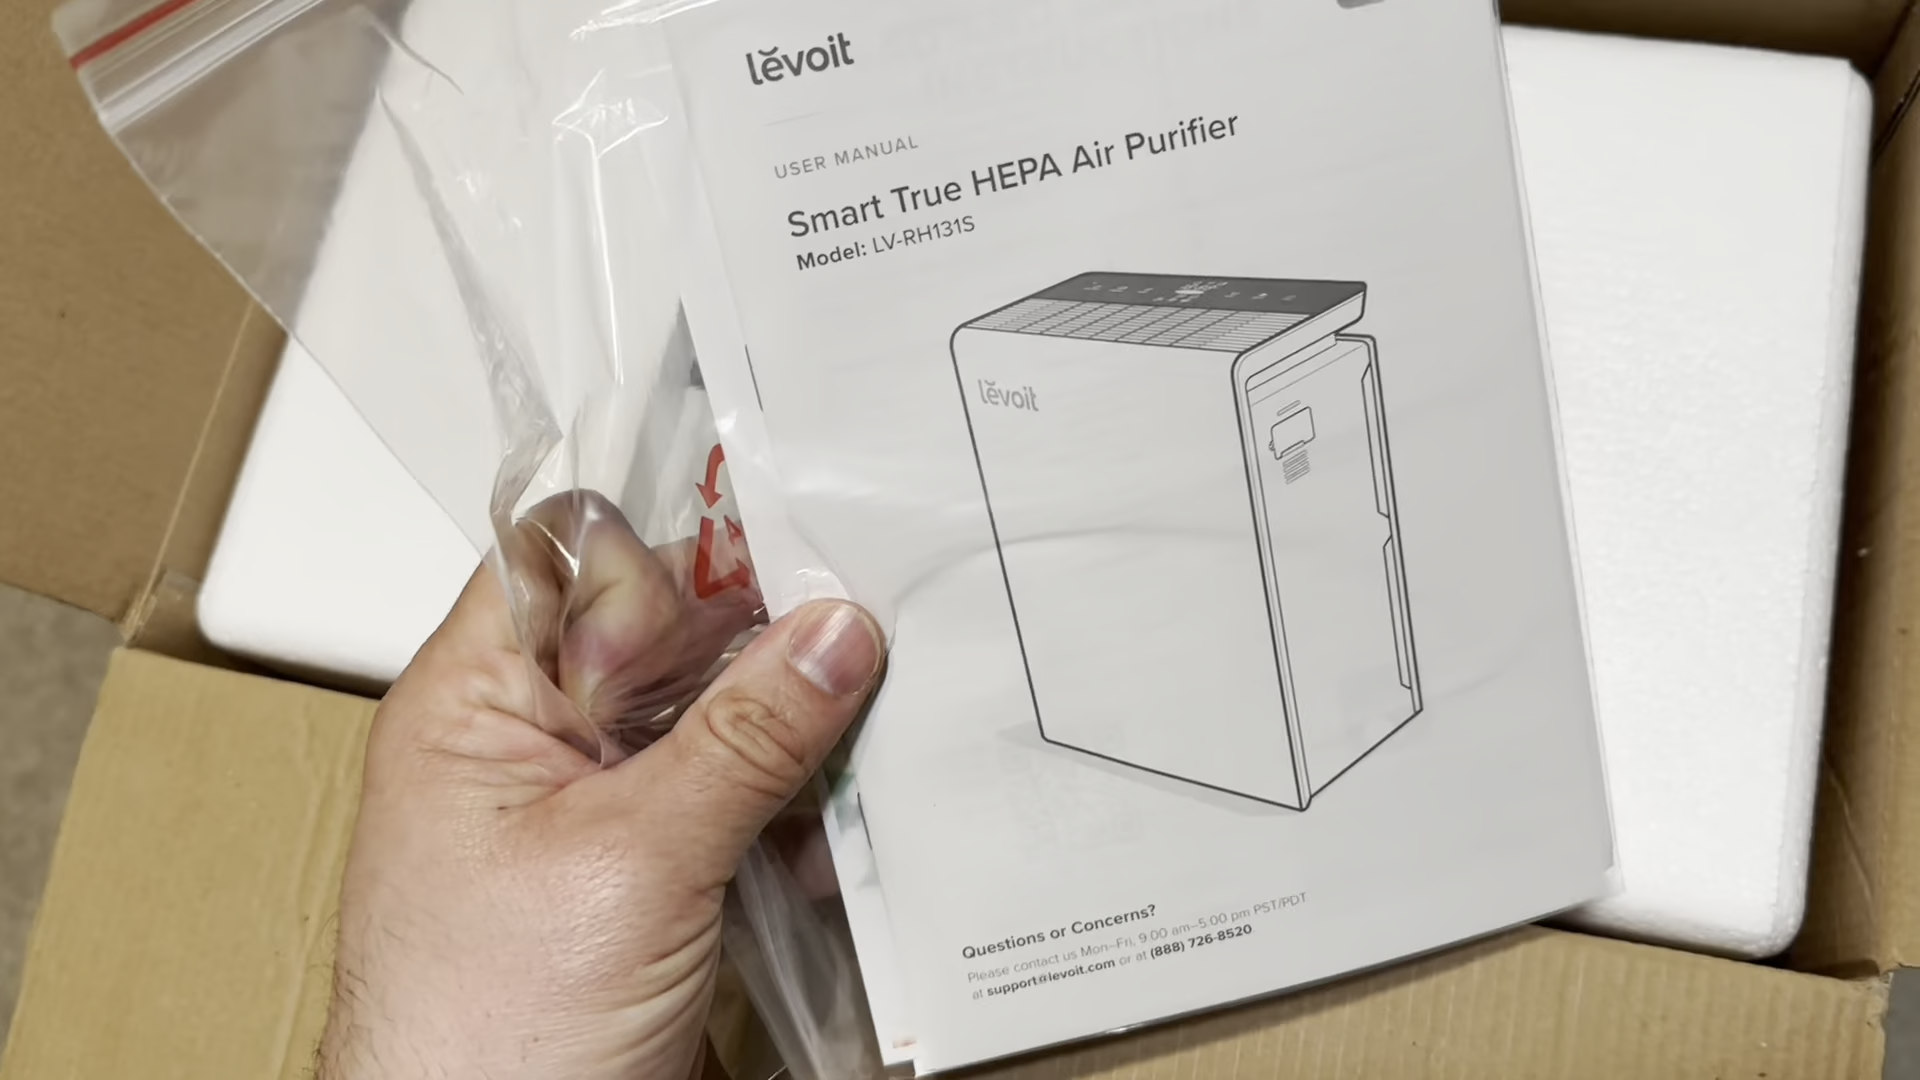 levoit
USER MANUAL
Smart True HEPA Air Purifier
Model: LV-RH131S
levoit
Questions or Concerns?
Please contact us Mon–Fri, 9:00 am–5:00 pm PST/PDT
at support@levoit.com or at (888) 726-8520